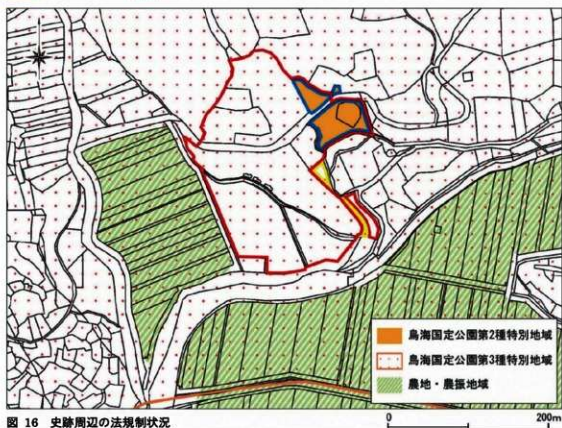 鳥海国定公園第2種特別地域
鳥海国定公園第3種特別地域
農地・農振地域
図 16 史跡周辺の法規制状況
0 200m